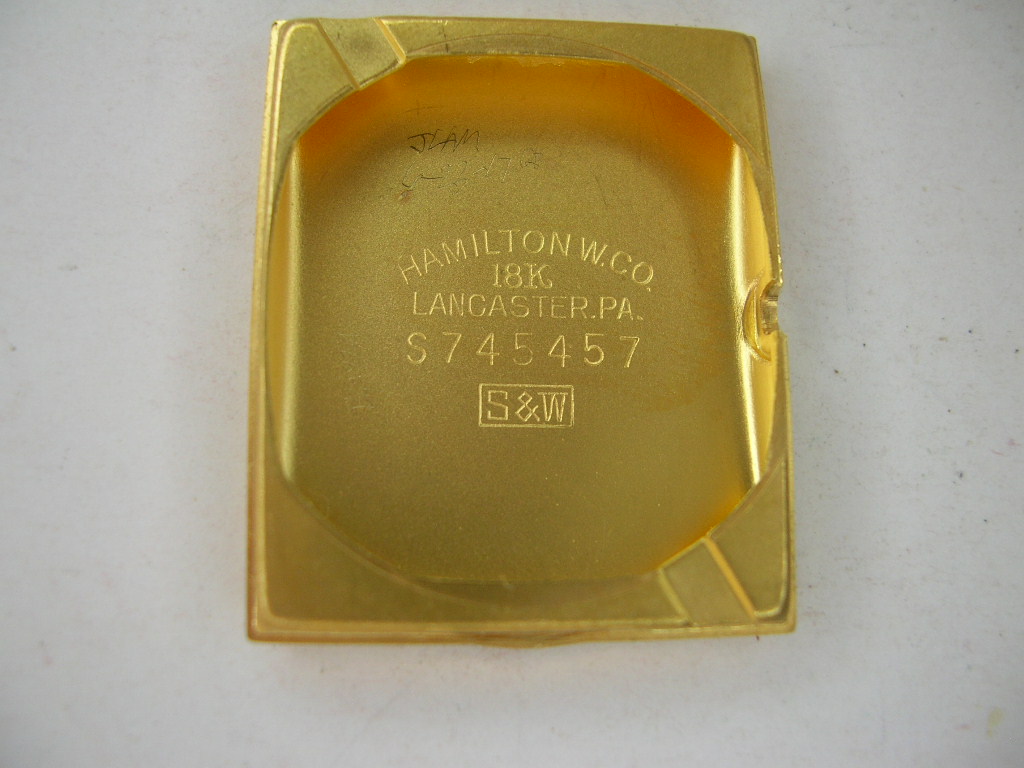 HAMILTON W.CO.
18K
LANCASTER.PA.
S745457
S&W